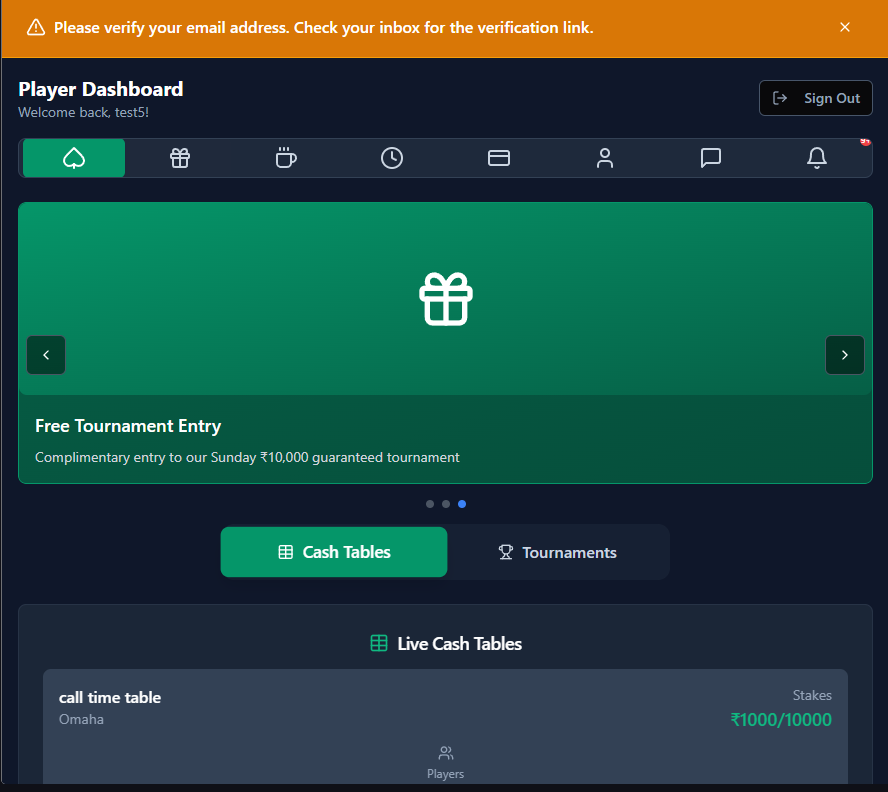 Please verify your email address. Check your inbox for the verification link.
Player Dashboard
Welcome back, test5!
Sign Out
Free Tournament Entry
Complimentary entry to our Sunday ₹10,000 guaranteed tournament
Cash Tables
Tournaments
Live Cash Tables
call time table
Omaha
Stakes
₹1000/10000
Players